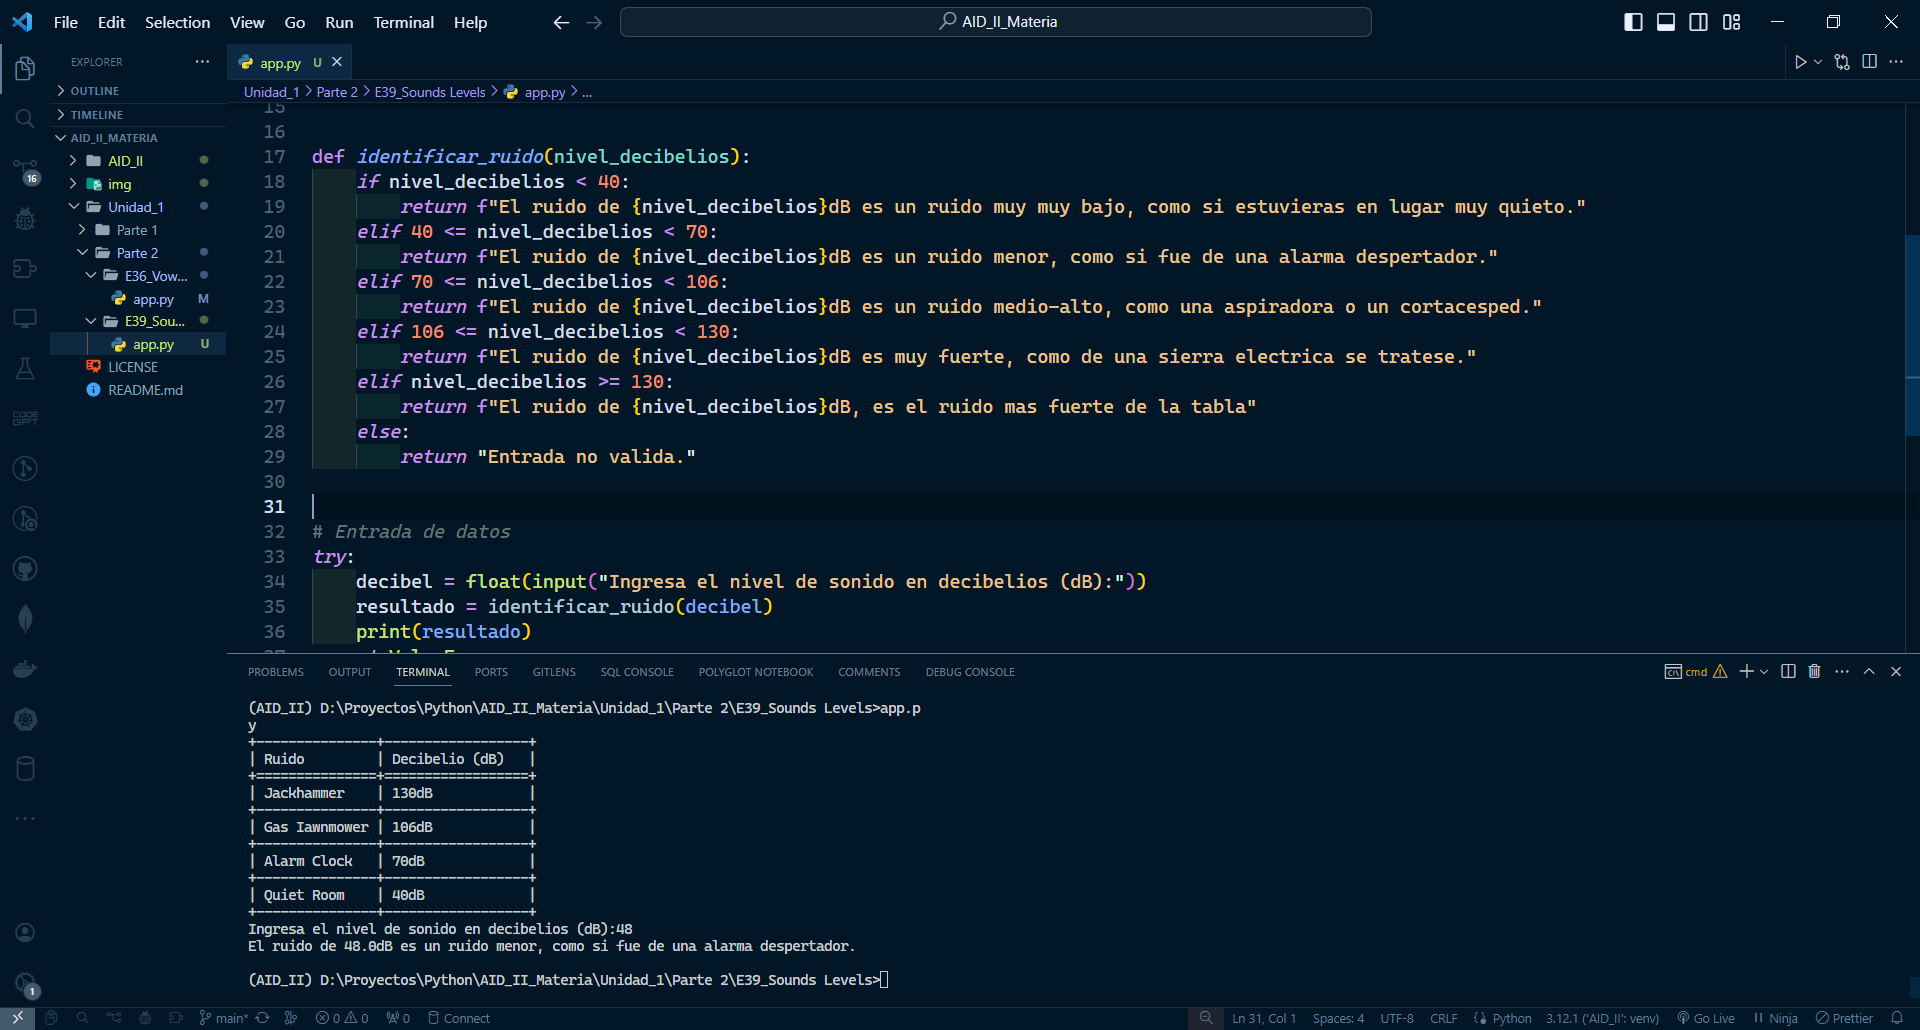 File Edit Selection View Go Run Terminal Help
AID_II_Materia
EXPLORER
app.py U
OUTLINE
TIMELINE
AID_II_MATERIA
AID_II
img
Unidad_1
Parte 1
Parte 2
E36_Vow...
app.py M
E39_Sou...
app.py U
LICENSE
README.md
16
CODE
GPT
1
Unidad_1 > Parte 2 > E39_Sounds Levels > app.py > ...
15
16
17 def identificar_ruido(nivel_decibelios):
18 if nivel_decibelios < 40:
19 return f"El ruido de {nivel_decibelios}dB es un ruido muy muy bajo, como si estuvieras en lugar muy quieto."
20 elif 40 <= nivel_decibelios < 70:
21 return f"El ruido de {nivel_decibelios}dB es un ruido menor, como si fue de una alarma despertador."
22 elif 70 <= nivel_decibelios < 106:
23 return f"El ruido de {nivel_decibelios}dB es un ruido medio-alto, como una aspiradora o un cortacesped."
24 elif 106 <= nivel_decibelios < 130:
25 return f"El ruido de {nivel_decibelios}dB es muy fuerte, como de una sierra electrica se tratese."
26 elif nivel_decibelios >= 130:
27 return f"El ruido de {nivel_decibelios}dB, es el ruido mas fuerte de la tabla"
28 else:
29 return "Entrada no valida."
30
31
32 # Entrada de datos
33 try:
34 decibel = float(input("Ingresa el nivel de sonido en decibelios (dB):"))
35 resultado = identificar_ruido(decibel)
36 print(resultado)
PROBLEMS OUTPUT TERMINAL PORTS GITLENS SQL CONSOLE POLYGLOT NOTEBOOK COMMENTS DEBUG CONSOLE
cmd
(AID_II) D:\Proyectos\Python\AID_II_Materia\Unidad_1\Parte 2\E39_Sounds Levels>app.p
y
+---------------+------------------+
| Ruido | Decibelio (dB) |
+===============+==================+
| Jackhammer | 130dB |
+---------------+------------------+
| Gas Iawnmower | 106dB |
+---------------+------------------+
| Alarm Clock | 70dB |
+---------------+------------------+
| Quiet Room | 40dB |
+---------------+------------------+
Ingresa el nivel de sonido en decibelios (dB):48
El ruido de 48.0dB es un ruido menor, como si fue de una alarma despertador.
(AID_II) D:\Proyectos\Python\AID_II_Materia\Unidad_1\Parte 2\E39_Sounds Levels>
main* 0 0 0 Connect Ln 31, Col 1 Spaces: 4 UTF-8 CRLF Python 3.12.1 ('AID_II': venv) Go Live Ninja Prettier